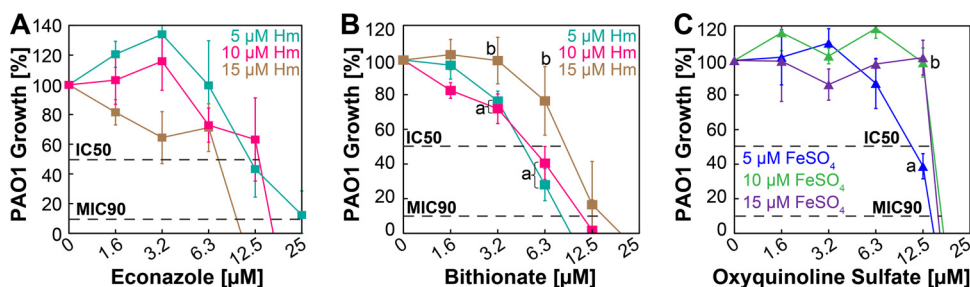 A
PAO1 Growth [%]
140
120
100
80
60
40
20
0
5 µM Hm
10 µM Hm
15 µM Hm
IC50
MIC90
0
1.6
3.2
6.3
12.5
25
Econazole [µM]
B
PAO1 Growth [%]
120
100
80
60
40
20
0
5 µM Hm
10 µM Hm
15 µM Hm
b
b
a
a
IC50
MIC90
0
1.6
3.2
6.3
12.5
25
Bithionate [µM]
C
PAO1 Growth [%]
120
100
80
60
40
20
0
b
IC50
5 µM FeSO₄
10 µM FeSO₄
15 µM FeSO₄
a
MIC90
0
1.6
3.2
6.3
12.5
25
Oxyquinoline Sulfate [µM]